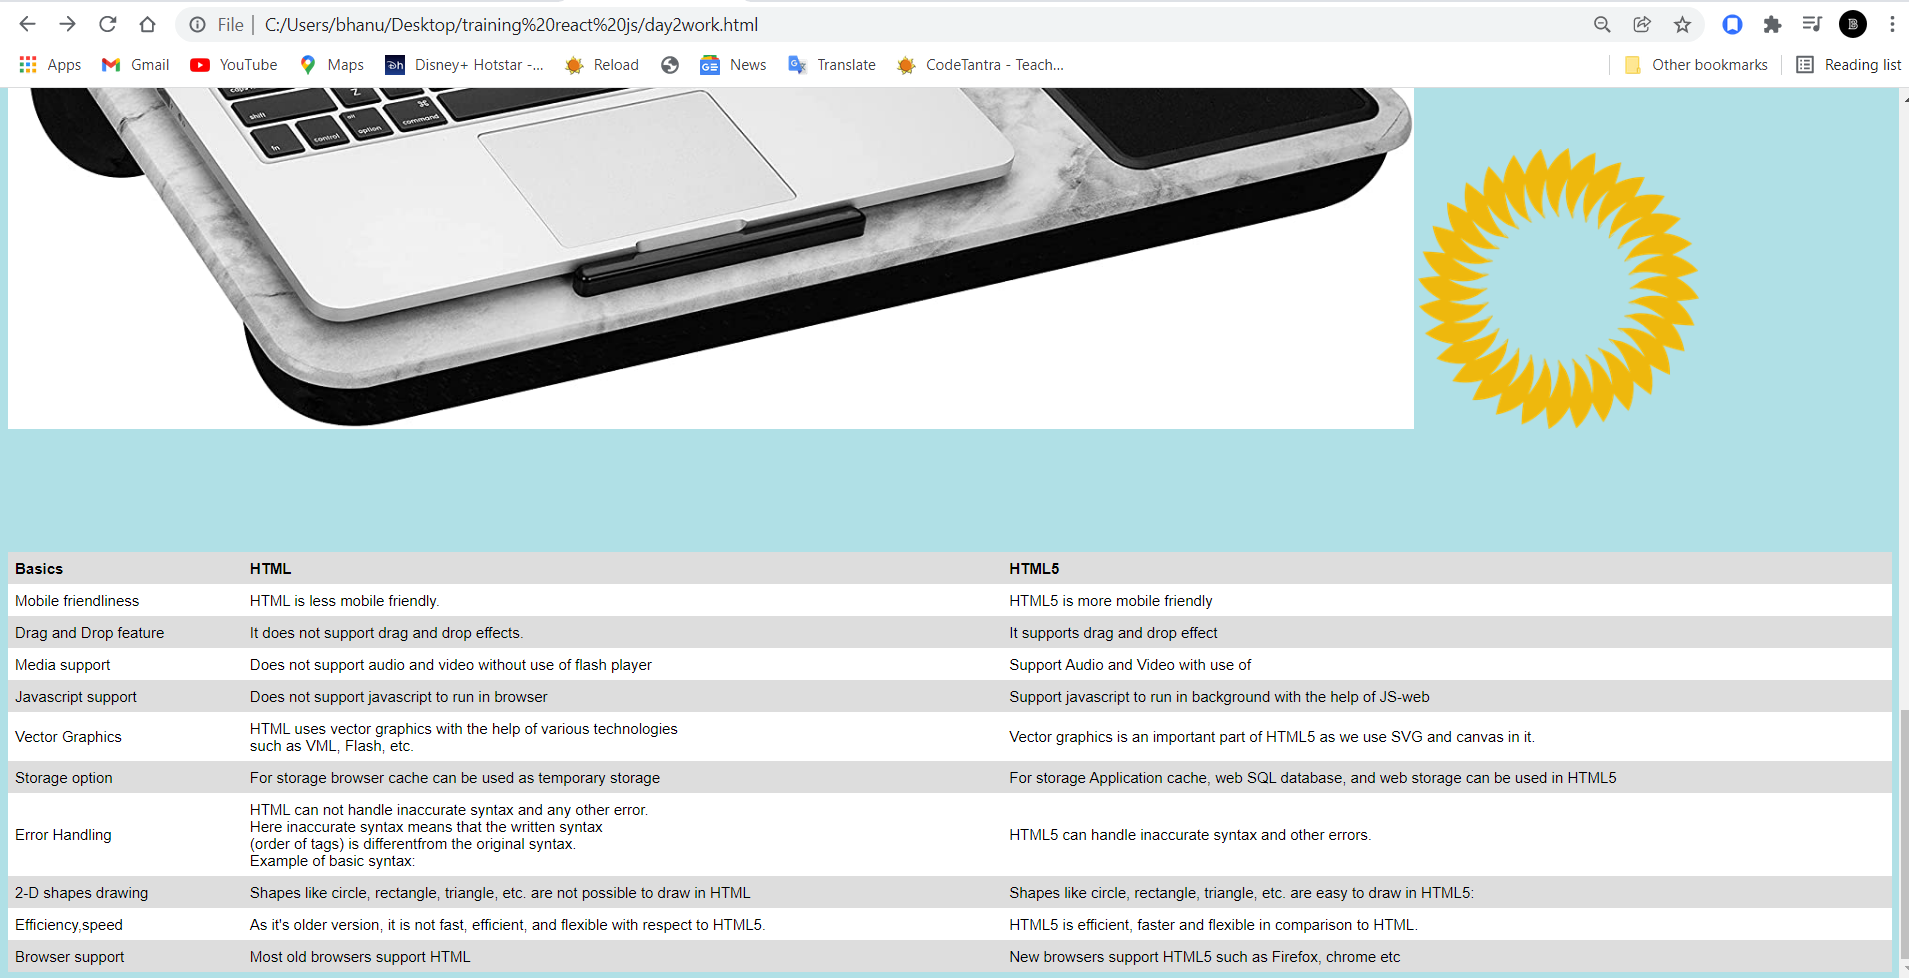 File | C:/Users/bhanu/Desktop/training%20react%20js/day2work.html
B
Apps Gmail YouTube Maps Disney+ Hotstar -... Reload News Translate CodeTantra - Teach... Other bookmarks Reading list
Z
shift
fn control alt option ⌘ command
Basics HTML HTML5
Mobile friendliness HTML is less mobile friendly. HTML5 is more mobile friendly
Drag and Drop feature It does not support drag and drop effects. It supports drag and drop effect
Media support Does not support audio and video without use of flash player Support Audio and Video with use of
Javascript support Does not support javascript to run in browser Support javascript to run in background with the help of JS-web
Vector Graphics HTML uses vector graphics with the help of various technologies
such as VML, Flash, etc. Vector graphics is an important part of HTML5 as we use SVG and canvas in it.
Storage option For storage browser cache can be used as temporary storage For storage Application cache, web SQL database, and web storage can be used in HTML5
Error Handling HTML can not handle inaccurate syntax and any other error.
Here inaccurate syntax means that the written syntax
(order of tags) is differentfrom the original syntax.
Example of basic syntax: HTML5 can handle inaccurate syntax and other errors.
2-D shapes drawing Shapes like circle, rectangle, triangle, etc. are not possible to draw in HTML Shapes like circle, rectangle, triangle, etc. are easy to draw in HTML5:
Efficiency,speed As it's older version, it is not fast, efficient, and flexible with respect to HTML5. HTML5 is efficient, faster and flexible in comparison to HTML.
Browser support Most old browsers support HTML New browsers support HTML5 such as Firefox, chrome etc